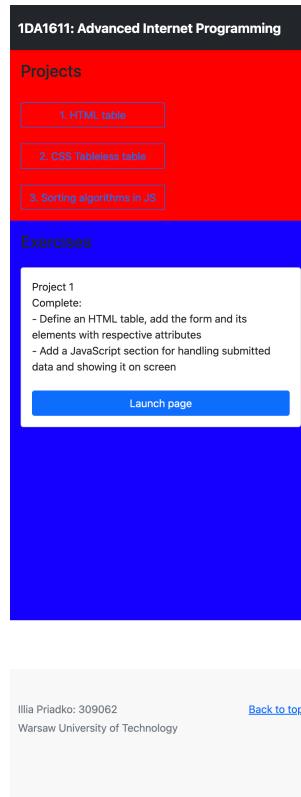 1DA1611: Advanced Internet Programming
Projects
1. HTML table
2. CSS Tableless table
3. Sorting algorithms in JS
Exercises
Project 1
Complete:
- Define an HTML table, add the form and its
elements with respective attributes
- Add a JavaScript section for handling submitted
data and showing it on screen
Launch page
Illia Priadko: 309062
Back to top
Warsaw University of Technology